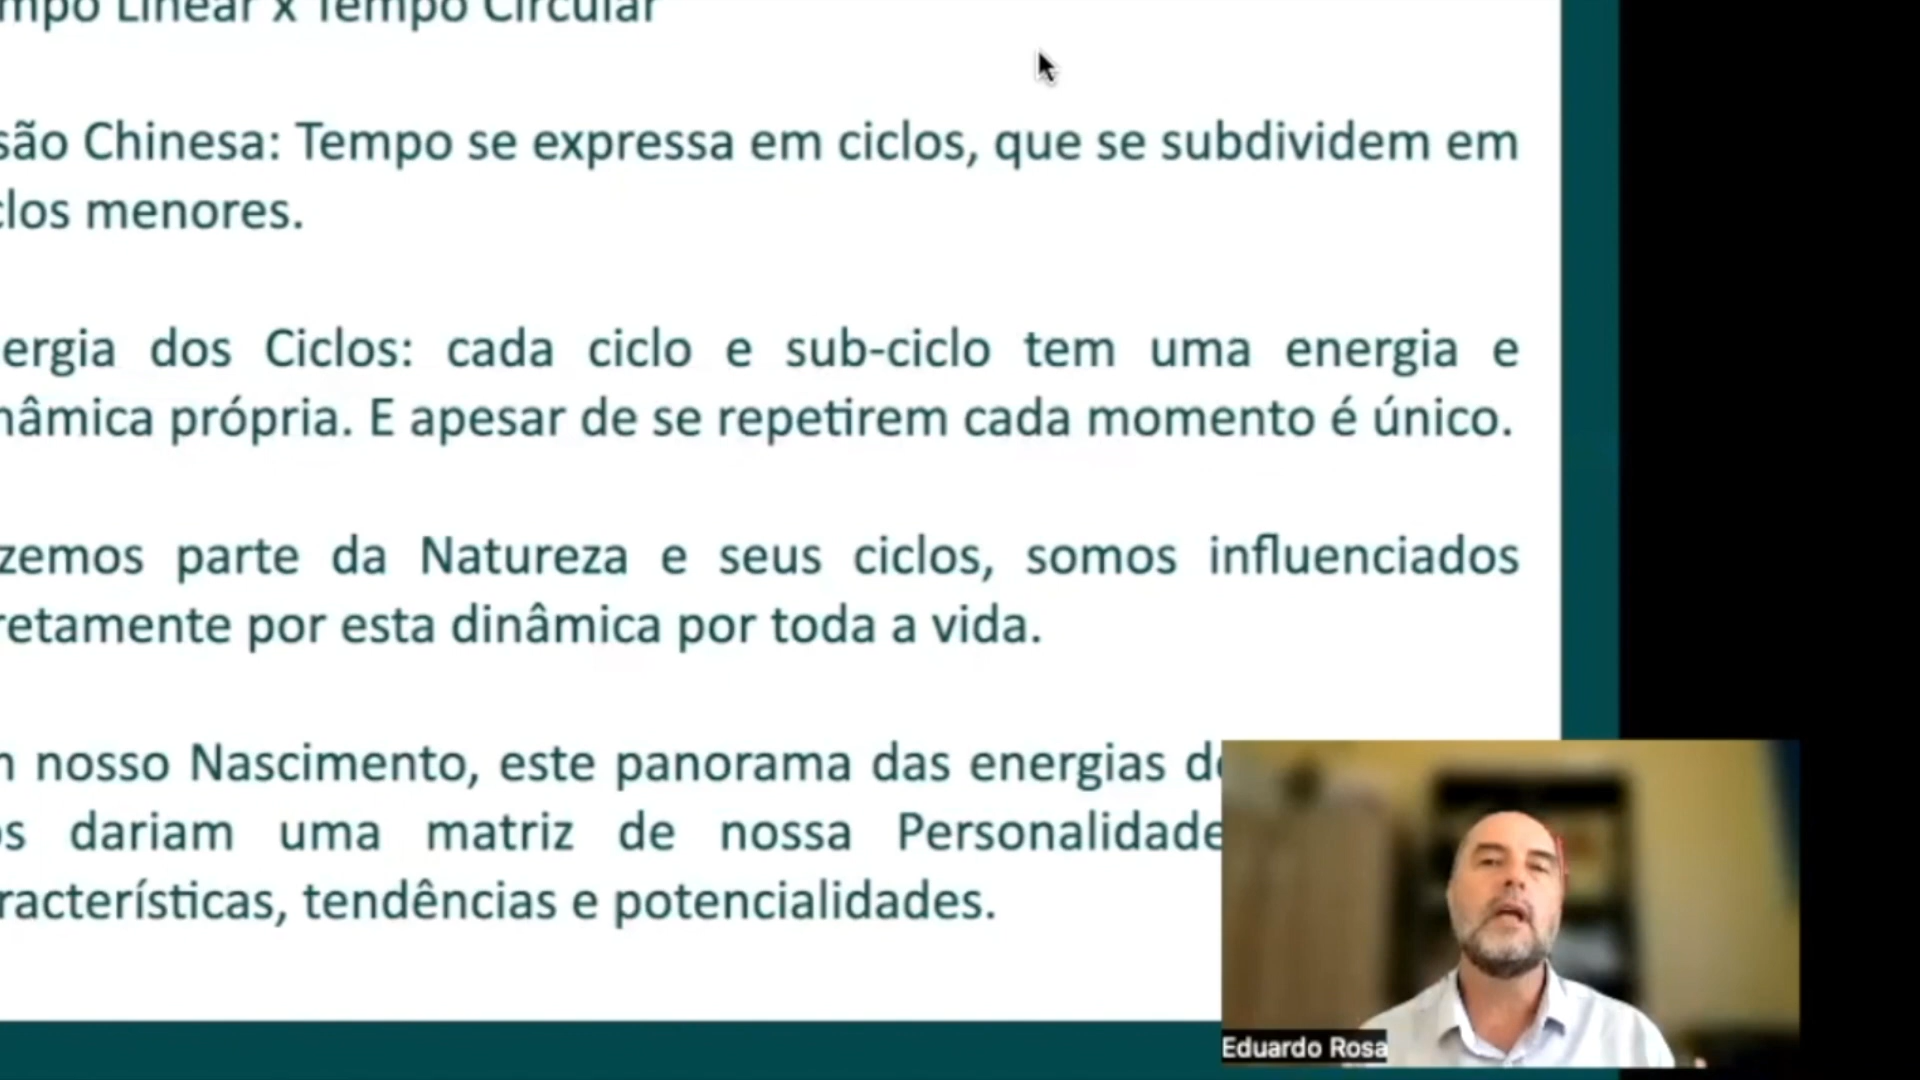 mpo Linear x Tempo Circular
são Chinesa: Tempo se expressa em ciclos, que se subdividem em
clos menores.
ergia dos Ciclos: cada ciclo e sub-ciclo tem uma energia e
nâmica própria. E apesar de se repetirem cada momento é único.
zemos parte da Natureza e seus ciclos, somos influenciados
retamente por esta dinâmica por toda a vida.
n nosso Nascimento, este panorama das energias d
os dariam uma matriz de nossa Personalidade
racterísticas, tendências e potencialidades.
Eduardo Rosa